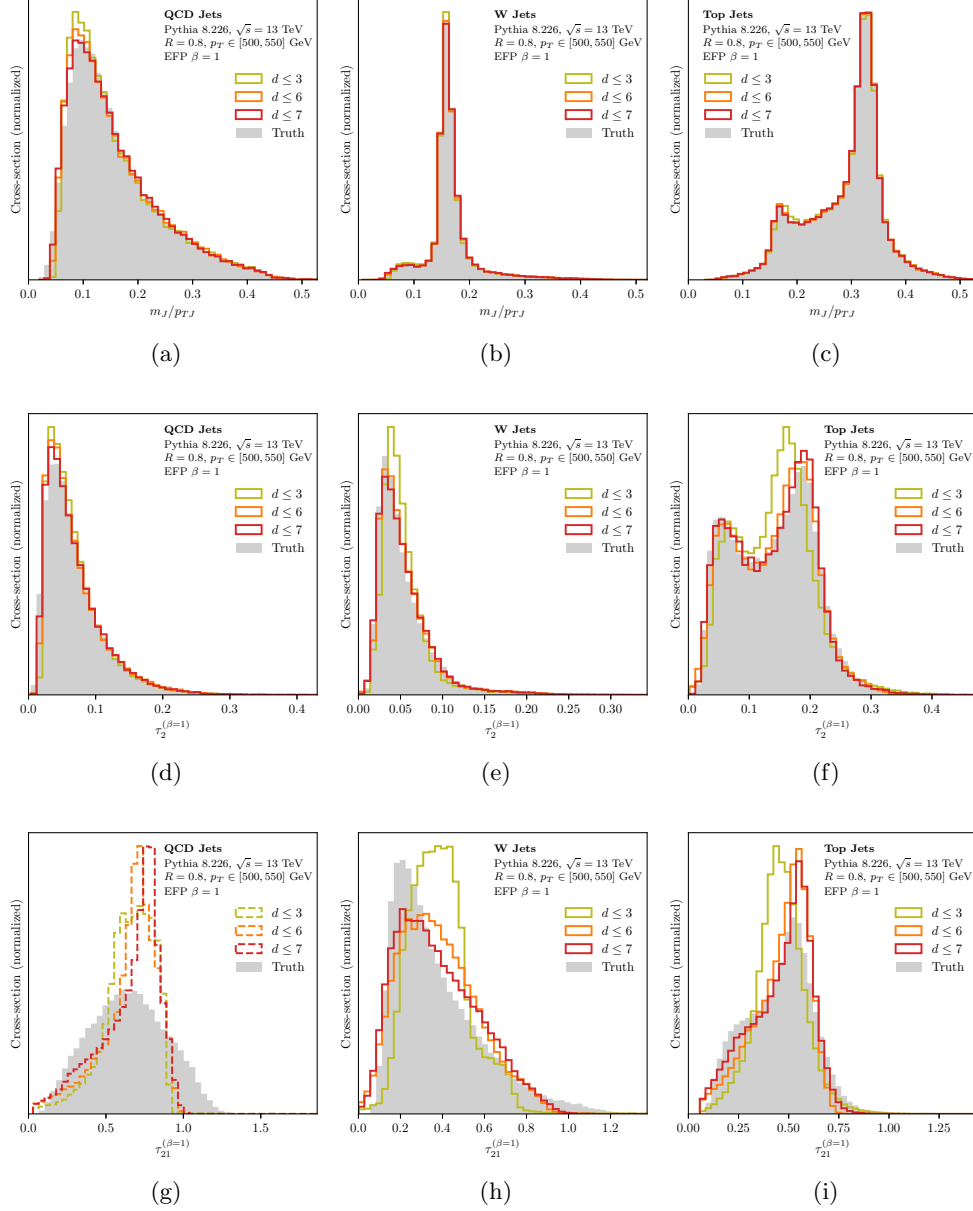 QCD Jets
Pythia 8.226, √s = 13 TeV
R = 0.8, p_T ∈ [500, 550] GeV
EFP β = 1
d ≤ 3
d ≤ 6
d ≤ 7
Truth
Cross-section (normalized)
0.0 0.1 0.2 0.3 0.4 0.5
m_J/p_{TJ}
(a)
W Jets
Pythia 8.226, √s = 13 TeV
R = 0.8, p_T ∈ [500, 550] GeV
EFP β = 1
d ≤ 3
d ≤ 6
d ≤ 7
Truth
Cross-section (normalized)
0.0 0.1 0.2 0.3 0.4 0.5
m_J/p_{TJ}
(b)
Top Jets
Pythia 8.226, √s = 13 TeV
R = 0.8, p_T ∈ [500, 550] GeV
EFP β = 1
d ≤ 3
d ≤ 6
d ≤ 7
Truth
Cross-section (normalized)
0.0 0.1 0.2 0.3 0.4 0.5
m_J/p_{TJ}
(c)
QCD Jets
Pythia 8.226, √s = 13 TeV
R = 0.8, p_T ∈ [500, 550] GeV
EFP β = 1
d ≤ 3
d ≤ 6
d ≤ 7
Truth
Cross-section (normalized)
0.0 0.1 0.2 0.3 0.4
τ_2^{(β=1)}
(d)
W Jets
Pythia 8.226, √s = 13 TeV
R = 0.8, p_T ∈ [500, 550] GeV
EFP β = 1
d ≤ 3
d ≤ 6
d ≤ 7
Truth
Cross-section (normalized)
0.00 0.05 0.10 0.15 0.20 0.25 0.30
τ_2^{(β=1)}
(e)
Top Jets
Pythia 8.226, √s = 13 TeV
R = 0.8, p_T ∈ [500, 550] GeV
EFP β = 1
d ≤ 3
d ≤ 6
d ≤ 7
Truth
Cross-section (normalized)
0.0 0.1 0.2 0.3 0.4
τ_2^{(β=1)}
(f)
QCD Jets
Pythia 8.226, √s = 13 TeV
R = 0.8, p_T ∈ [500, 550] GeV
EFP β = 1
d ≤ 3
d ≤ 6
d ≤ 7
Truth
Cross-section (normalized)
0.0 0.5 1.0 1.5
τ_{21}^{(β=1)}
(g)
W Jets
Pythia 8.226, √s = 13 TeV
R = 0.8, p_T ∈ [500, 550] GeV
EFP β = 1
d ≤ 3
d ≤ 6
d ≤ 7
Truth
Cross-section (normalized)
0.0 0.2 0.4 0.6 0.8 1.0 1.2
τ_{21}^{(β=1)}
(h)
Top Jets
Pythia 8.226, √s = 13 TeV
R = 0.8, p_T ∈ [500, 550] GeV
EFP β = 1
d ≤ 3
d ≤ 6
d ≤ 7
Truth
Cross-section (normalized)
0.00 0.25 0.50 0.75 1.00 1.25
τ_{21}^{(β=1)}
(i)